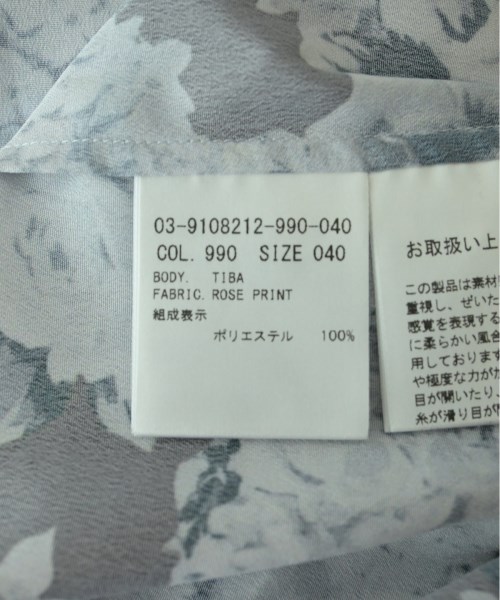 03-9108212-990-040
COL. 990 SIZE 040
BODY. TIBA
FABRIC. ROSE PRINT
組成表示
ポリエステル 100%
お取扱い上
この製品は素材
重視し、ぜいた
感覚を表現する
に柔らかい風合
用しております
や極度な力が
目が開いたり、
糸が滑り目が